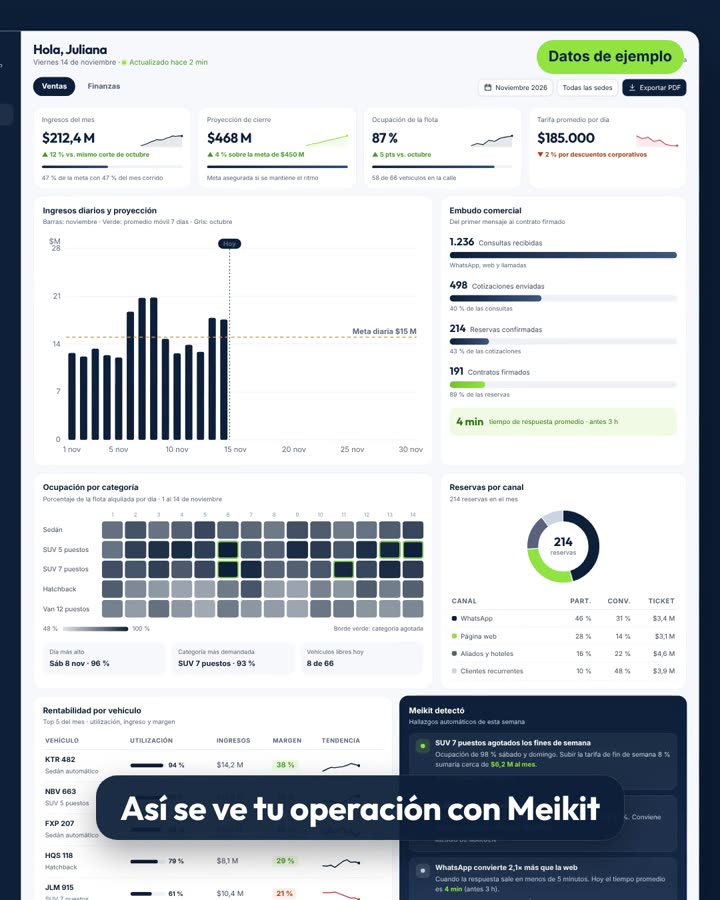 Hola, Juliana
Viernes 14 de noviembre · Actualizado hace 2 min
Datos de ejemplo
Ventas
Finanzas
Noviembre 2026
Todas las sedes
Exportar PDF
Ingresos del mes
$212,4 M
▲ 12 % vs. mismo corte de octubre
47 % de la meta con 47 % del mes corrido
Proyección de cierre
$468 M
▲ 4 % sobre la meta de $450 M
Meta asegurada si se mantiene el ritmo
Ocupación de la flota
87 %
▲ 5 pts vs. octubre
58 de 66 vehículos en la calle
Tarifa promedio por día
$185.000
▼ 2 % por descuentos corporativos
Ingresos diarios y proyección
Barras: noviembre · Verde: promedio móvil 7 días · Gris: octubre
$M
28
21
14
7
0
Hoy
Meta diaria $15 M
1 nov
5 nov
10 nov
15 nov
20 nov
25 nov
30 nov
Embudo comercial
Del primer mensaje al contrato firmado
1.236 Consultas recibidas
WhatsApp, web y llamadas
498 Cotizaciones enviadas
40 % de las consultas
214 Reservas confirmadas
43 % de las cotizaciones
191 Contratos firmados
89 % de las reservas
4 min tiempo de respuesta promedio · antes 3 h
Ocupación por categoría
Porcentaje de la flota alquilada por día · 1 al 14 de noviembre
1 2 3 4 5 6 7 8 9 10 11 12 13 14
Sedán
SUV 5 puestos
SUV 7 puestos
Hatchback
Van 12 puestos
48 % 100 %
Borde verde: categoría agotada
Día más alto
Sáb 8 nov · 96 %
Categoría más demandada
SUV 7 puestos · 93 %
Vehículos libres hoy
8 de 66
Reservas por canal
214 reservas en el mes
214
reservas
CANAL PART. CONV. TICKET
WhatsApp 46 % 31 % $3,4 M
Página web 28 % 14 % $3,1 M
Aliados y hoteles 16 % 22 % $4,6 M
Clientes recurrentes 10 % 48 % $3,9 M
Rentabilidad por vehículo
Top 5 del mes · utilización, ingreso y margen
VEHÍCULO UTILIZACIÓN INGRESOS MARGEN TENDENCIA
KTR 482
Sedán automático
94 % $14,2 M 38 %
NBV 663
SUV 5 puestos
FXP 207
Sedán automático
HQS 118
Hatchback
79 % $8,1 M 29 %
JLM 915
SUV 7 puestos
61 % $10,4 M 21 %
Meikit detectó
Hallazgos automáticos de esta semana
SUV 7 puestos agotados los fines de semana
Ocupación de 98 % sábado y domingo. Subir la tarifa de fin de semana 8 %
sumaría cerca de $6,2 M al mes.
%. Conviene
WhatsApp convierte 2,1× más que la web
Cuando la respuesta sale en menos de 5 minutos. Hoy el tiempo promedio
es 4 min (antes 3 h).
Así se ve tu operación con Meikit